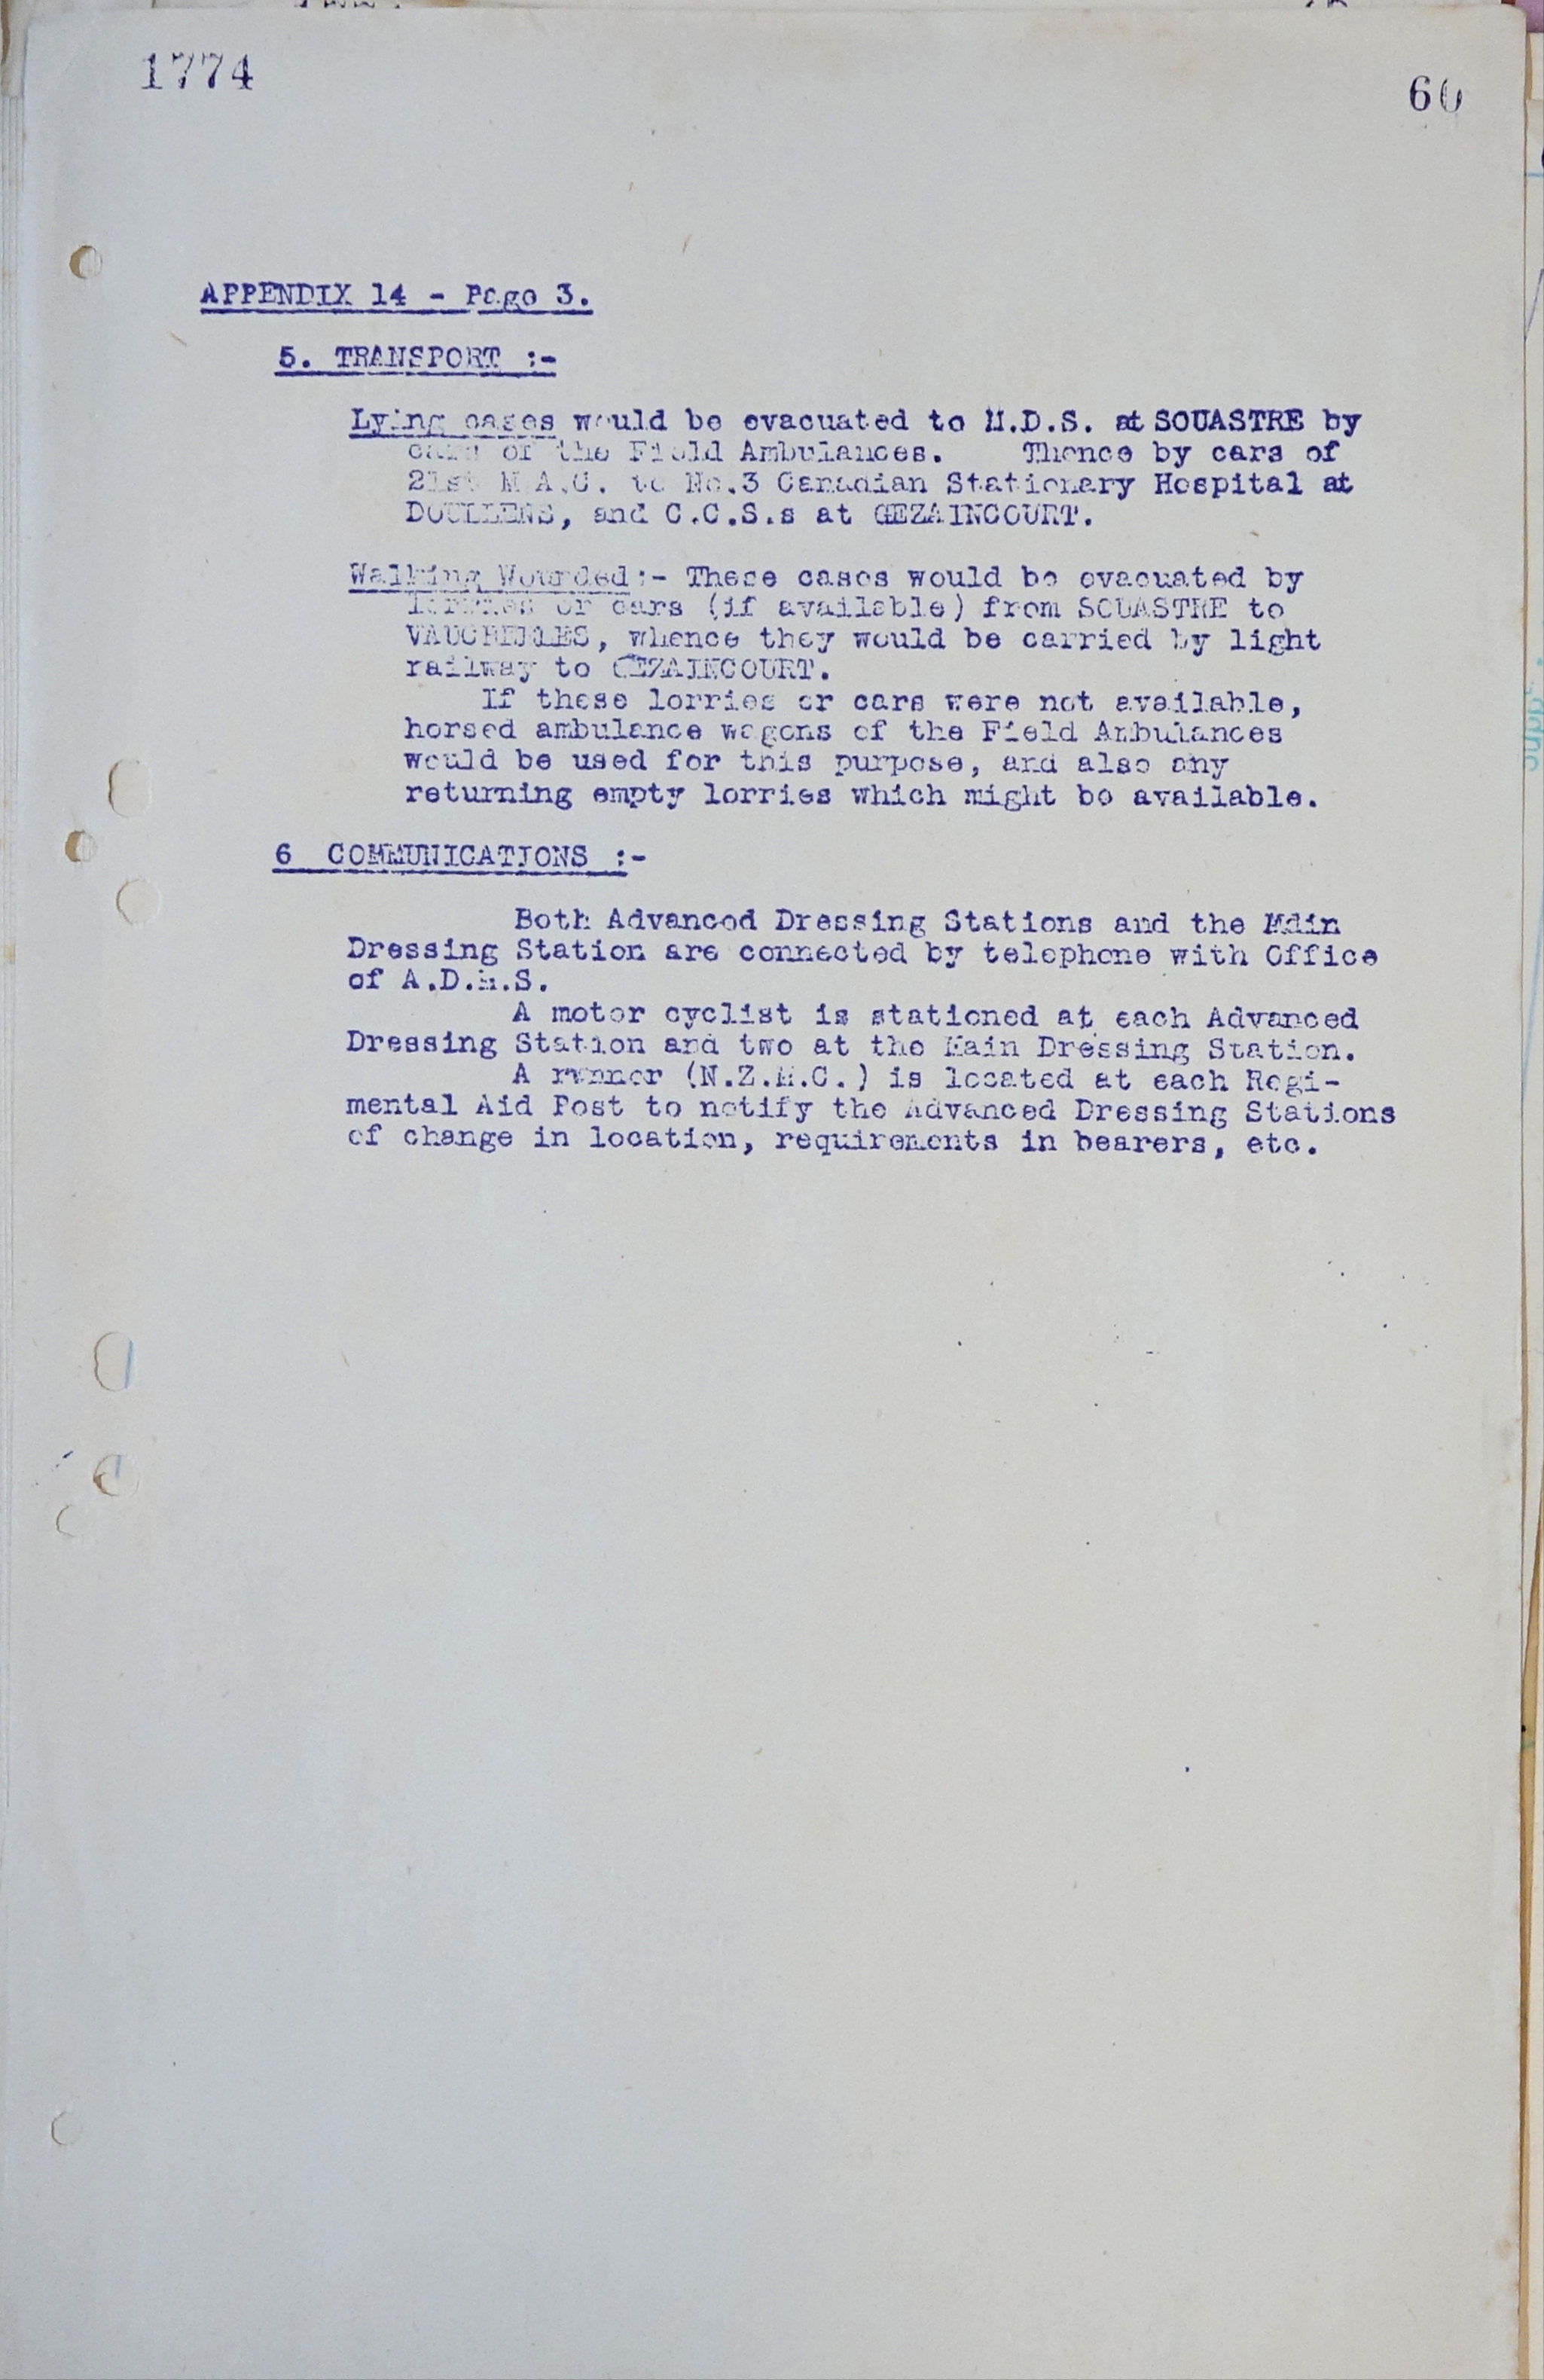 1774
60
APPENDIX 14 - Page 3.
5. TRANSPORT :-
Lying cases would be evacuated to M.D.S. at SOUASTRE by
cars of the Field Ambulances. Thence by cars of
21st M.A.C. to No.3 Canadian Stationary Hospital at
DOULLENS, and C.C.S.s at GEZAINCOURT.
Walking Wounded:- These cases would be evacuated by
lorries or cars (if available) from SOUASTRE to
VAUCHELLES, whence they would be carried by light
railway to GEZAINCOURT.
If these lorries or cars were not available,
horsed ambulance wagons of the Field Ambulances
would be used for this purpose, and also any
returning empty lorries which might be available.
6 COMMUNICATIONS :-
Both Advanced Dressing Stations and the Main
Dressing Station are connected by telephone with Office
of A.D.M.S.
A motor cyclist is stationed at each Advanced
Dressing Station and two at the Main Dressing Station.
A runner (N.Z.M.C.) is located at each Regi-
mental Aid Post to notify the Advanced Dressing Stations
of change in location, requirements in bearers, etc.